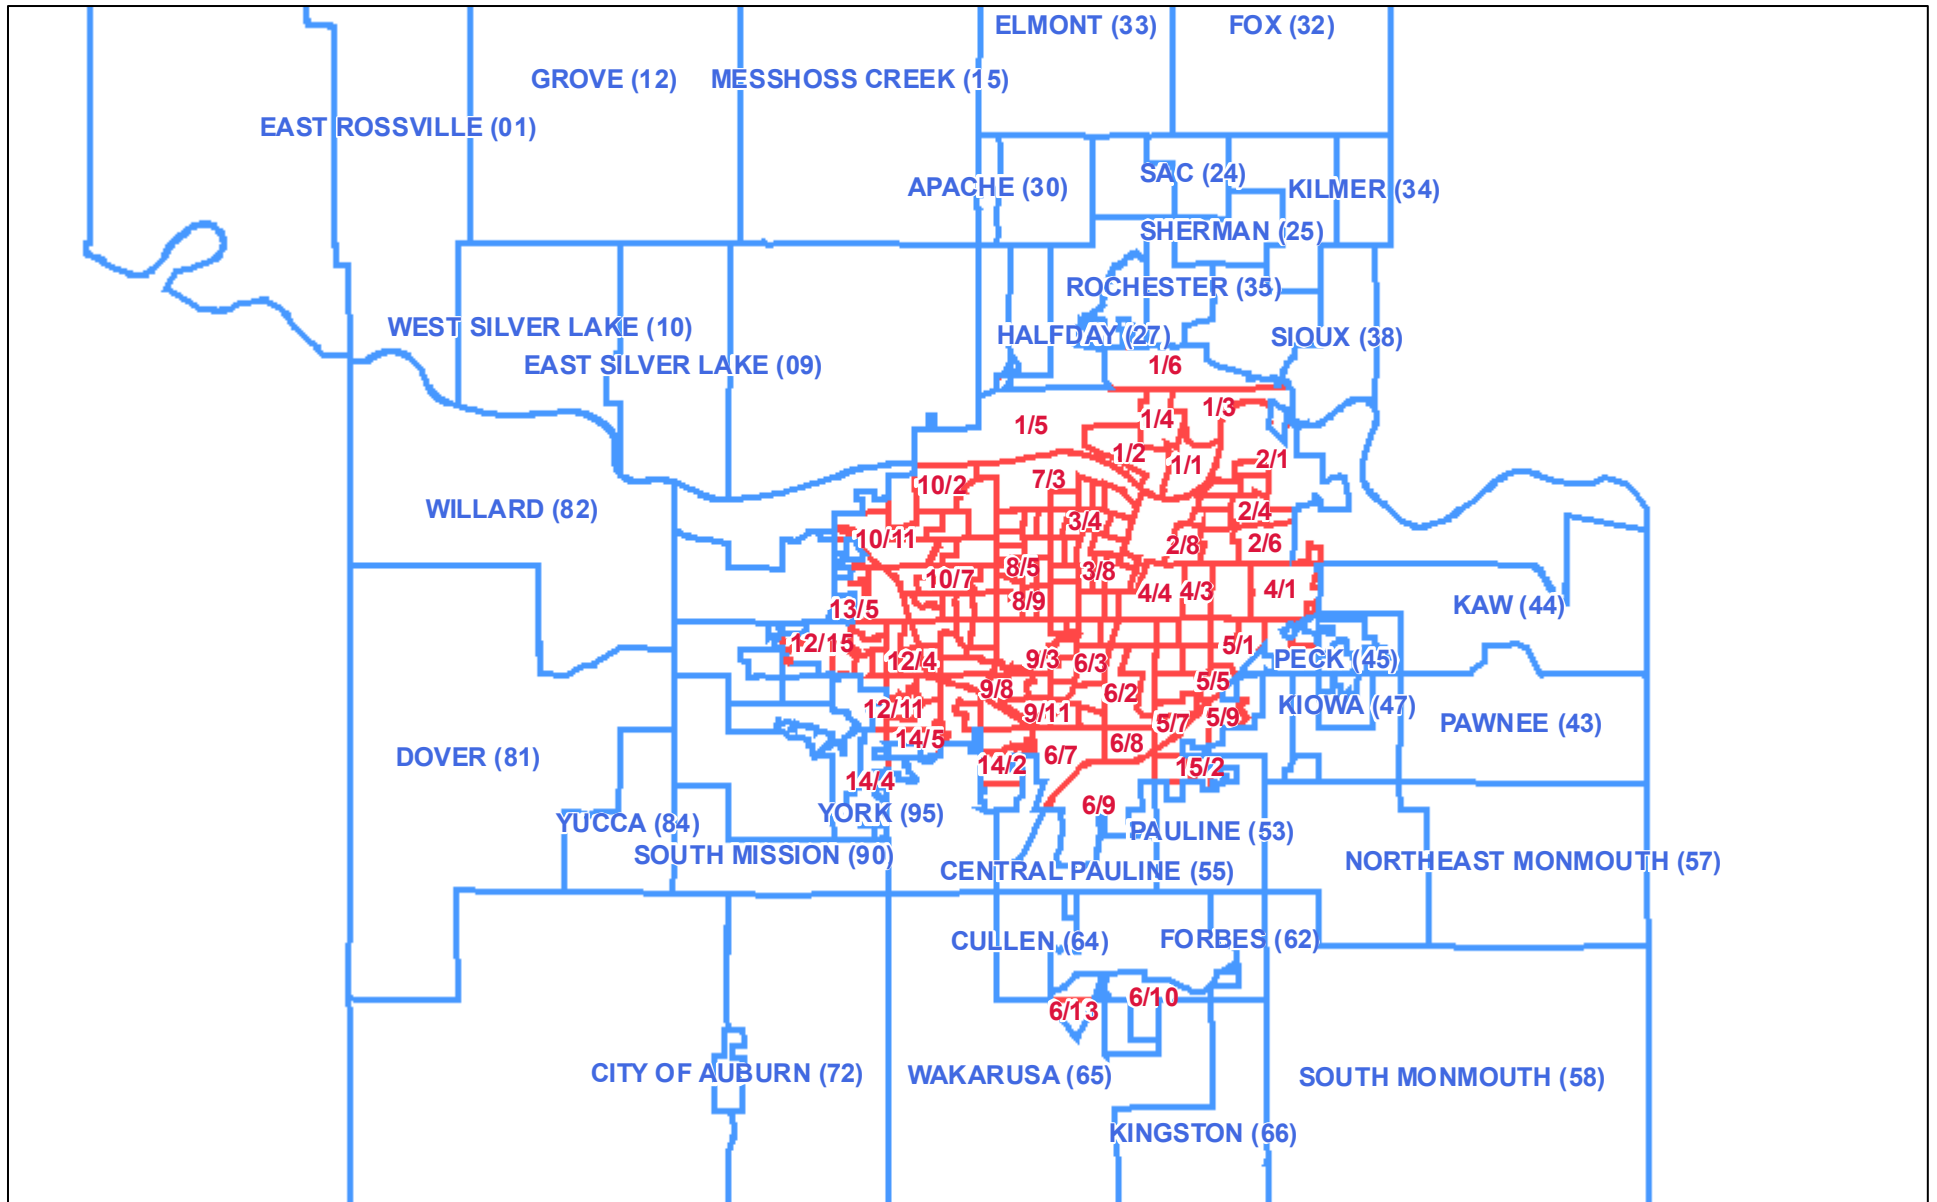 ELMONT (33)
FOX (32)
GROVE (12)
MESSHOSS CREEK (15)
EAST ROSSVILLE (01)
SAC (24)
APACHE (30)
KILMER (34)
SHERMAN (25)
ROCHESTER (35)
WEST SILVER LAKE (10)
HALFDAY (27)
SIOUX (38)
EAST SILVER LAKE (09)
1/6
1/3
1/4
1/5
1/2
1/1
2/1
7/3
10/2
WILLARD (82)
2/4
3/4
10/11
2/8
2/6
8/5
3/8
10/7
4/4
4/3
4/1
8/9
13/5
KAW (44)
12/15
5/1
12/4
9/3
6/3
PECK (45)
5/5
9/8
6/2
12/11
9/11
KIOWA (47)
5/7
5/9
PAWNEE (43)
14/5
6/8
DOVER (81)
6/7
14/2
15/2
14/4
6/9
YORK (95)
YUCCA (84)
PAULINE (53)
SOUTH MISSION (90)
NORTHEAST MONMOUTH (57)
CENTRAL PAULINE (55)
CULLEN (64)
FORBES (62)
6/10
6/13
CITY OF AUBURN (72)
WAKARUSA (65)
SOUTH MONMOUTH (58)
KINGSTON (66)